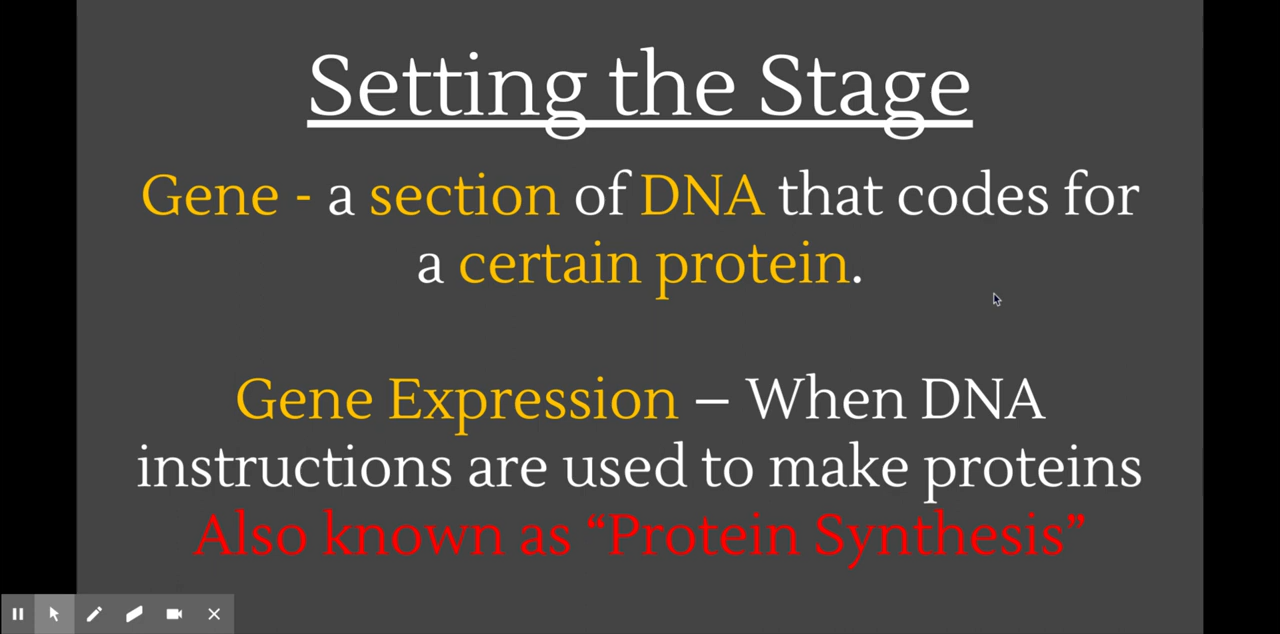 Setting the Stage
Gene - a section of DNA that codes for
a certain protein.
Gene Expression – When DNA
instructions are used to make proteins
Also known as “Protein Synthesis”